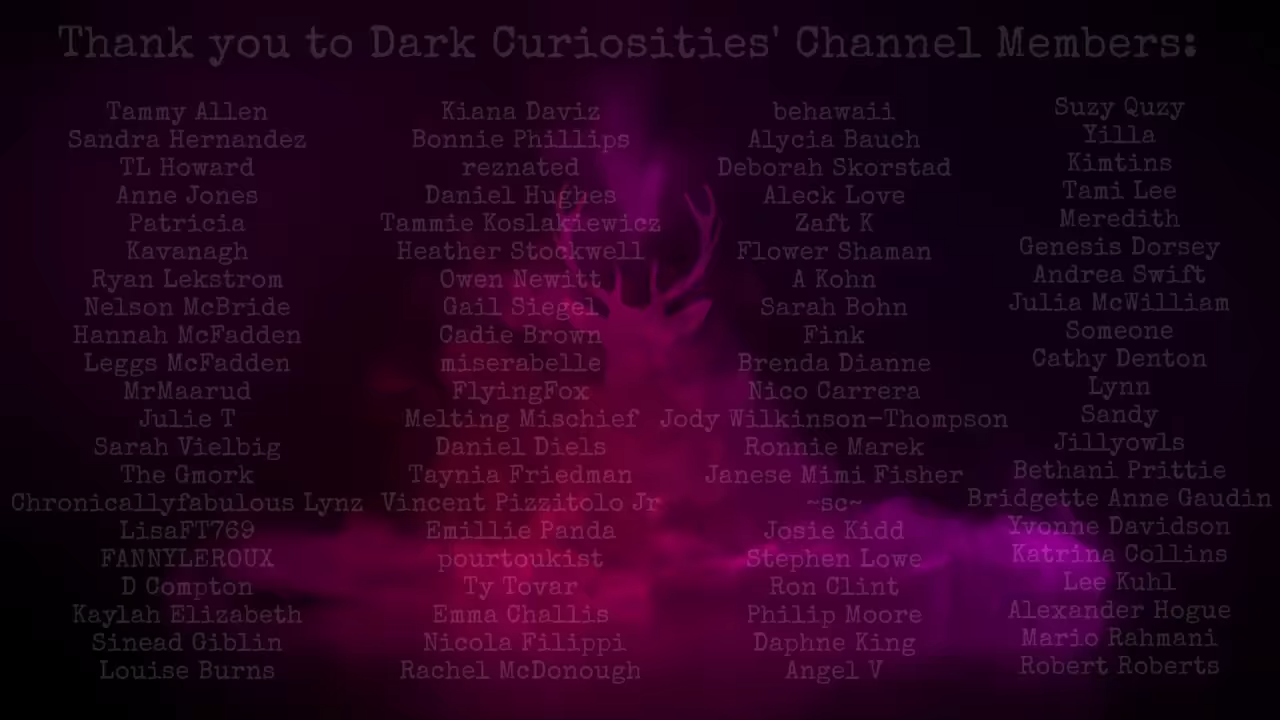 Thank you to Dark Curiosities' Channel Members:
Tammy Allen
Sandra Hernandez
TL Howard
Anne Jones
Patricia
Kavanagh
Ryan Lekstrom
Nelson McBride
Hannah McFadden
Leggs McFadden
MrMaarud
Julie T
Sarah Vielbig
The Gmork
Chronicallyfabulous Lynz
LisaFT769
FANNYLEROUX
D Compton
Kaylah Elizabeth
Sinead Giblin
Louise Burns
Kiana Daviz
Bonnie Phillips
reznated
Daniel Hughes
Tammie Koslakiewicz
Heather Stockwell
Owen Newitt
Gail Siegel
Cadie Brown
miserabelle
FlyingFox
Melting Mischief
Daniel Diels
Taynia Friedman
Vincent Pizzitolo Jr
Emillie Panda
pourtoukist
Ty Tovar
Emma Challis
Nicola Filippi
Rachel McDonough
behawaii
Alycia Bauch
Deborah Skorstad
Aleck Love
Zaft K
Flower Shaman
A Kohn
Sarah Bohn
Fink
Brenda Dianne
Nico Carrera
Jody Wilkinson-Thompson
Ronnie Marek
Janese Mimi Fisher
~sc~
Josie Kidd
Stephen Lowe
Ron Clint
Philip Moore
Daphne King
Angel V
Suzy Quzy
Yilla
Kimtins
Tami Lee
Meredith
Genesis Dorsey
Andrea Swift
Julia McWilliam
Someone
Cathy Denton
Lynn
Sandy
Jillyowls
Bethani Prittie
Bridgette Anne Gaudin
Yvonne Davidson
Katrina Collins
Lee Kuhl
Alexander Hogue
Mario Rahmani
Robert Roberts